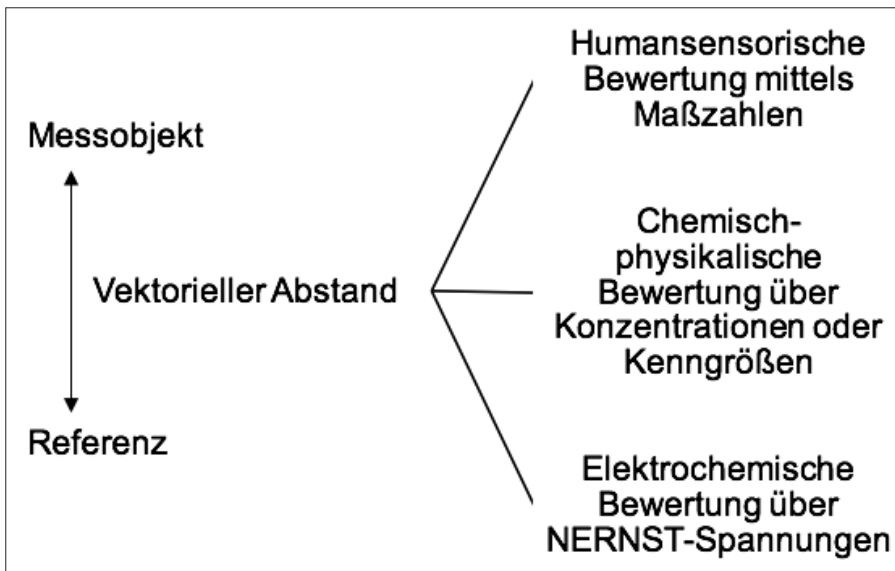 Messobjekt
Vektorieller Abstand
Referenz
Humansensorische
Bewertung mittels
Maßzahlen
Chemisch-
physikalische
Bewertung über
Konzentrationen oder
Kenngrößen
Elektrochemische
Bewertung über
NERNST-Spannungen